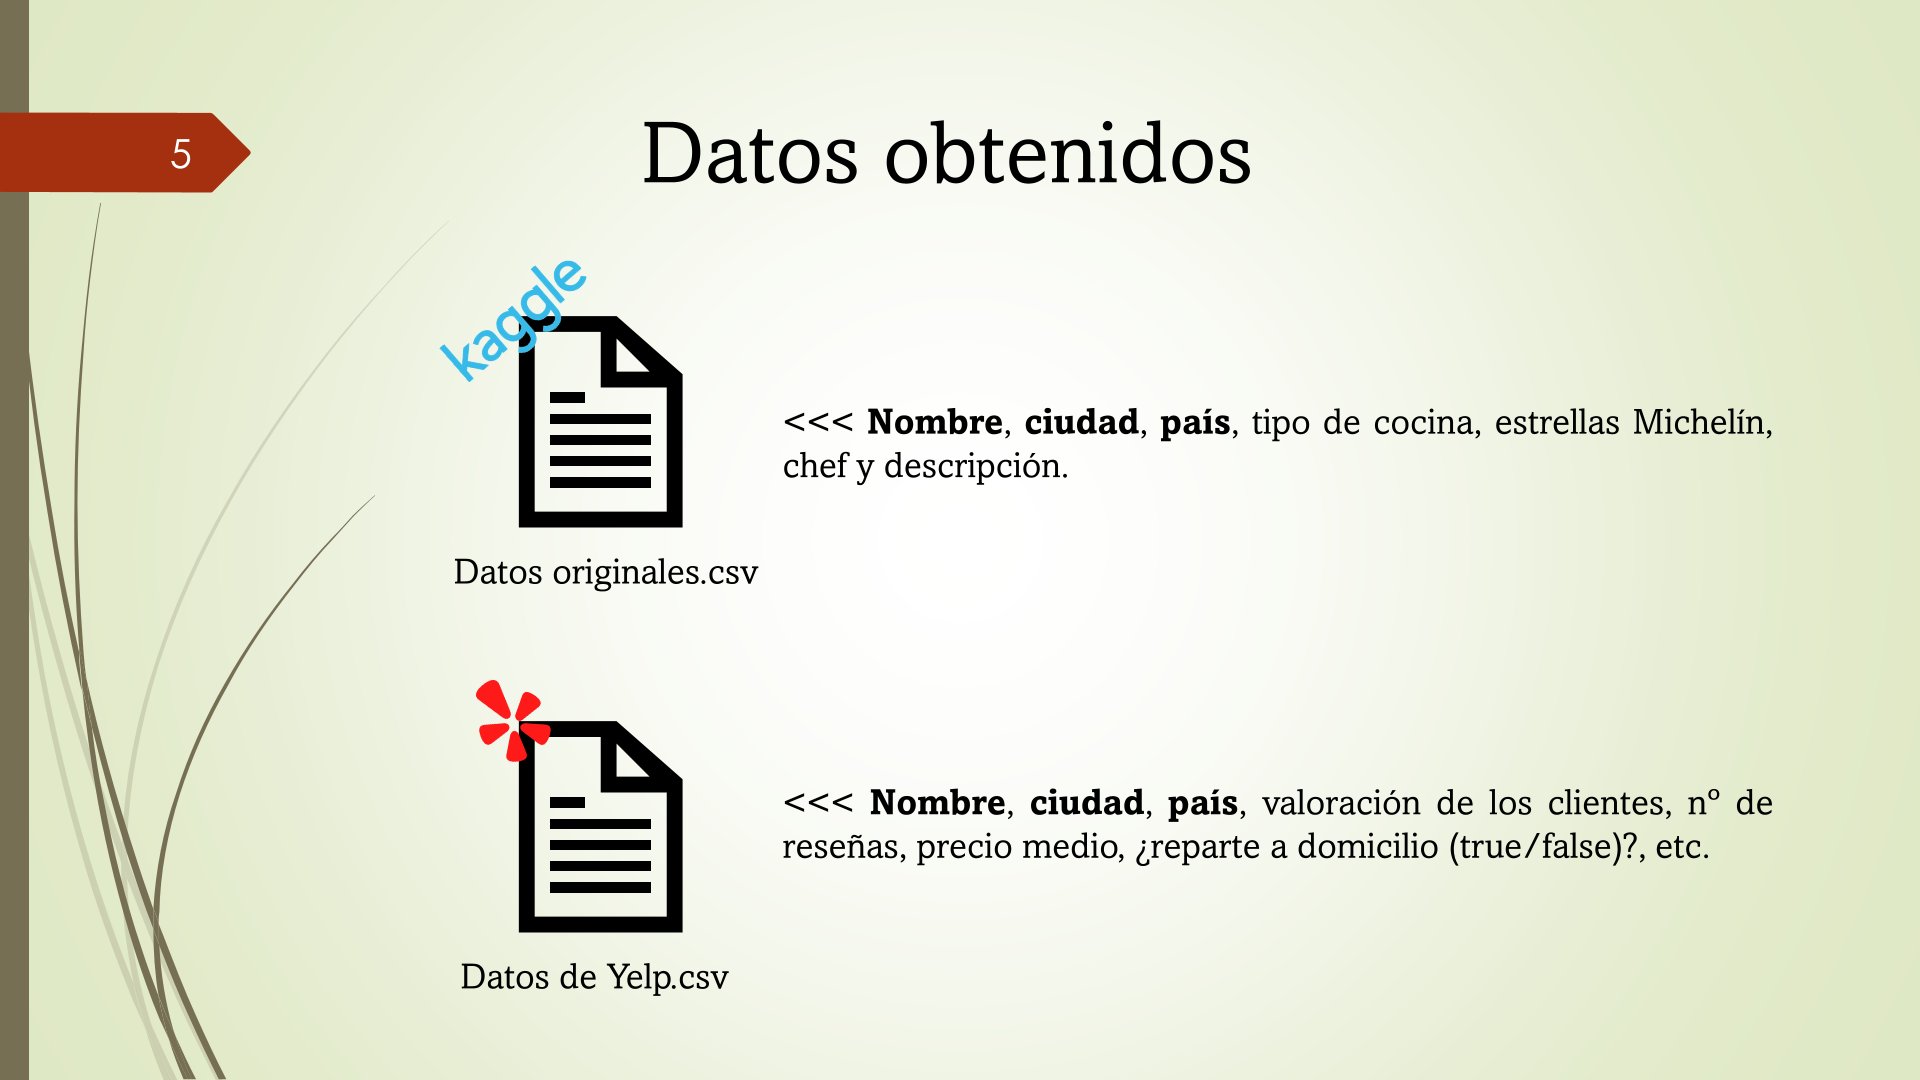 5
Datos obtenidos
kaggle
<<< Nombre, ciudad, país, tipo de cocina, estrellas Michelín,
chef y descripción.
Datos originales.csv
<<< Nombre, ciudad, país, valoración de los clientes, nº de
reseñas, precio medio, ¿reparte a domicilio (true/false)?, etc.
Datos de Yelp.csv